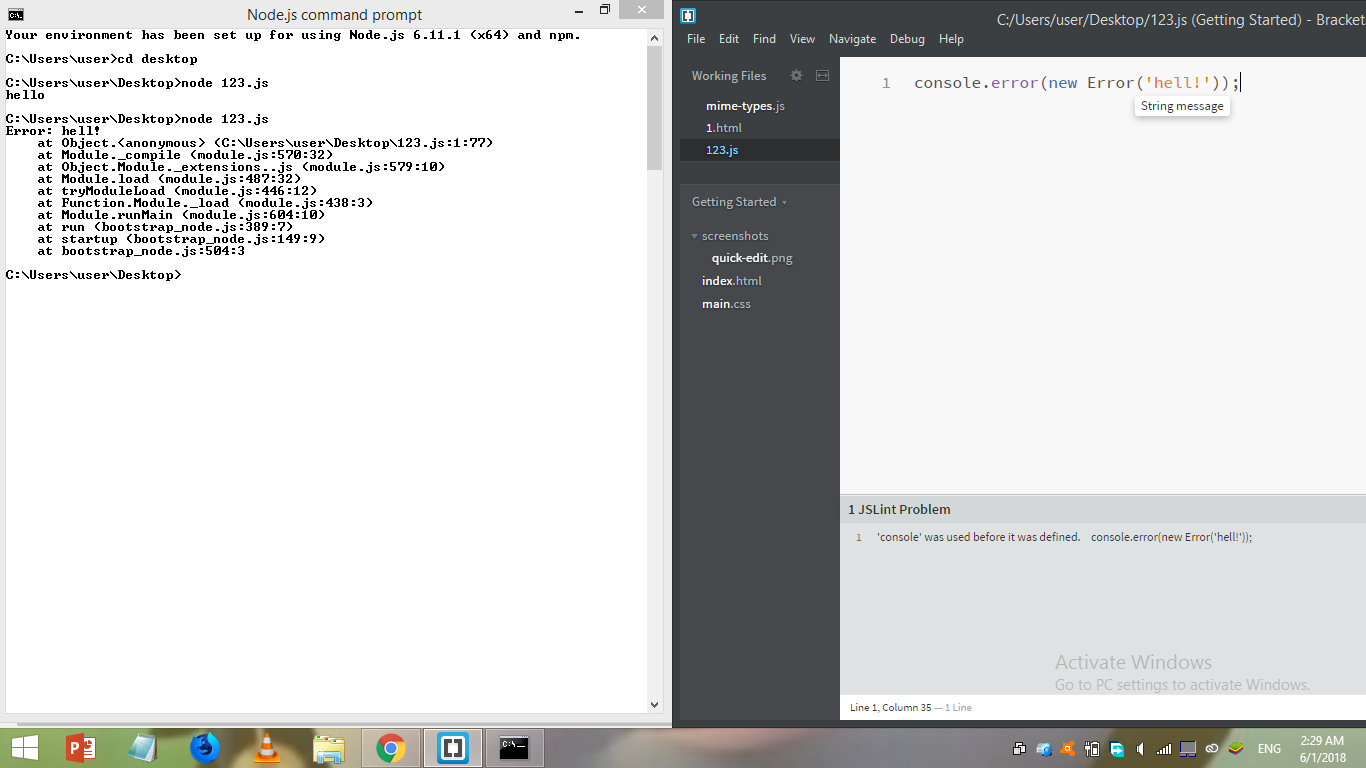 Node.js command prompt
Your environment has been set up for using Node.js 6.11.1 (x64) and npm.
C:\Users\user>cd desktop
C:\Users\user\Desktop>node 123.js
hello
C:\Users\user\Desktop>node 123.js
Error: hell!
    at Object.<anonymous> (C:\Users\user\Desktop\123.js:1:77)
    at Module._compile (module.js:570:32)
    at Object.Module._extensions..js (module.js:579:10)
    at Module.load (module.js:487:32)
    at tryModuleLoad (module.js:446:12)
    at Function.Module._load (module.js:438:3)
    at Module.runMain (module.js:604:10)
    at run (bootstrap_node.js:389:7)
    at startup (bootstrap_node.js:149:9)
    at bootstrap_node.js:504:3
C:\Users\user\Desktop>
C:/Users/user/Desktop/123.js (Getting Started) - Bracket
File Edit Find View Navigate Debug Help
Working Files
mime-types.js
1.html
123.js
Getting Started
screenshots
quick-edit.png
index.html
main.css
1 console.error(new Error('hell!'));
String message
1 JSLint Problem
1 'console' was used before it was defined. console.error(new Error('hell!'));
Activate Windows
Go to PC settings to activate Windows.
Line 1, Column 35 — 1 Line
ENG
2:29 AM
6/1/2018